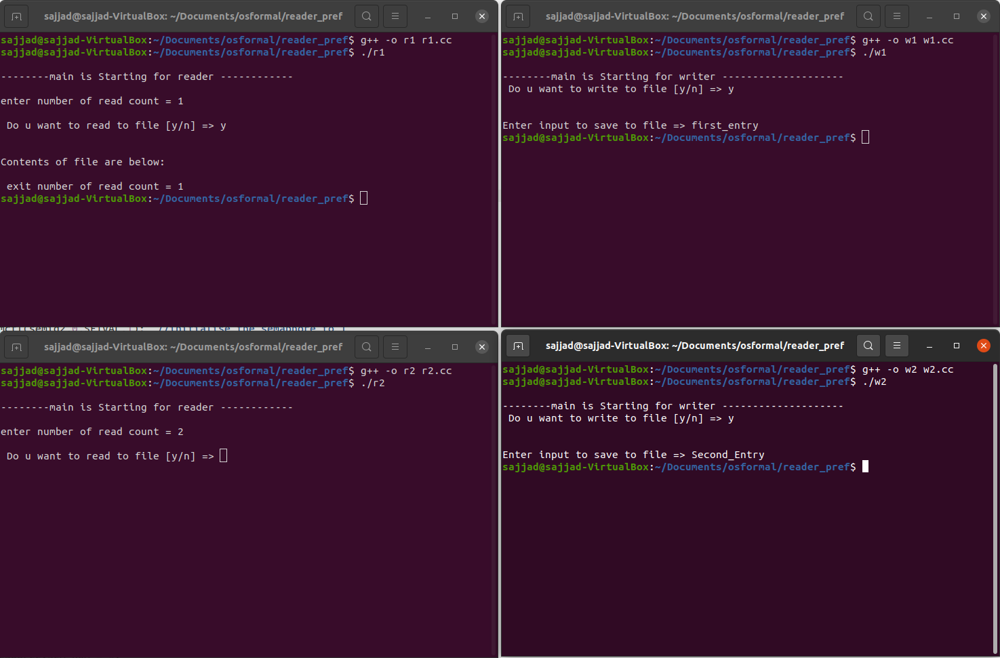 sajjad@sajjad-VirtualBox: ~/Documents/osformal/reader_pref
sajjad@sajjad-VirtualBox:~/Documents/osformal/reader_pref$ g++ -o r1 r1.cc
sajjad@sajjad-VirtualBox:~/Documents/osformal/reader_pref$ ./r1
--------main is Starting for reader ------------
enter number of read count = 1
Do u want to read to file [y/n] => y
Contents of file are below:
exit number of read count = 1
sajjad@sajjad-VirtualBox:~/Documents/osformal/reader_pref$
sajjad@sajjad-VirtualBox: ~/Documents/osformal/reader_pref
sajjad@sajjad-VirtualBox:~/Documents/osformal/reader_pref$ g++ -o w1 w1.cc
sajjad@sajjad-VirtualBox:~/Documents/osformal/reader_pref$ ./w1
--------main is Starting for writer --------------------
Do u want to write to file [y/n] => y
Enter input to save to file => first_entry
sajjad@sajjad-VirtualBox:~/Documents/osformal/reader_pref$
sajjad@sajjad-VirtualBox: ~/Documents/osformal/reader_pref
sajjad@sajjad-VirtualBox:~/Documents/osformal/reader_pref$ g++ -o r2 r2.cc
sajjad@sajjad-VirtualBox:~/Documents/osformal/reader_pref$ ./r2
--------main is Starting for reader ------------
enter number of read count = 2
Do u want to read to file [y/n] =>
sajjad@sajjad-VirtualBox: ~/Documents/osformal/reader_pref
sajjad@sajjad-VirtualBox:~/Documents/osformal/reader_pref$ g++ -o w2 w2.cc
sajjad@sajjad-VirtualBox:~/Documents/osformal/reader_pref$ ./w2
--------main is Starting for writer --------------------
Do u want to write to file [y/n] => y
Enter input to save to file => Second_Entry
sajjad@sajjad-VirtualBox:~/Documents/osformal/reader_pref$